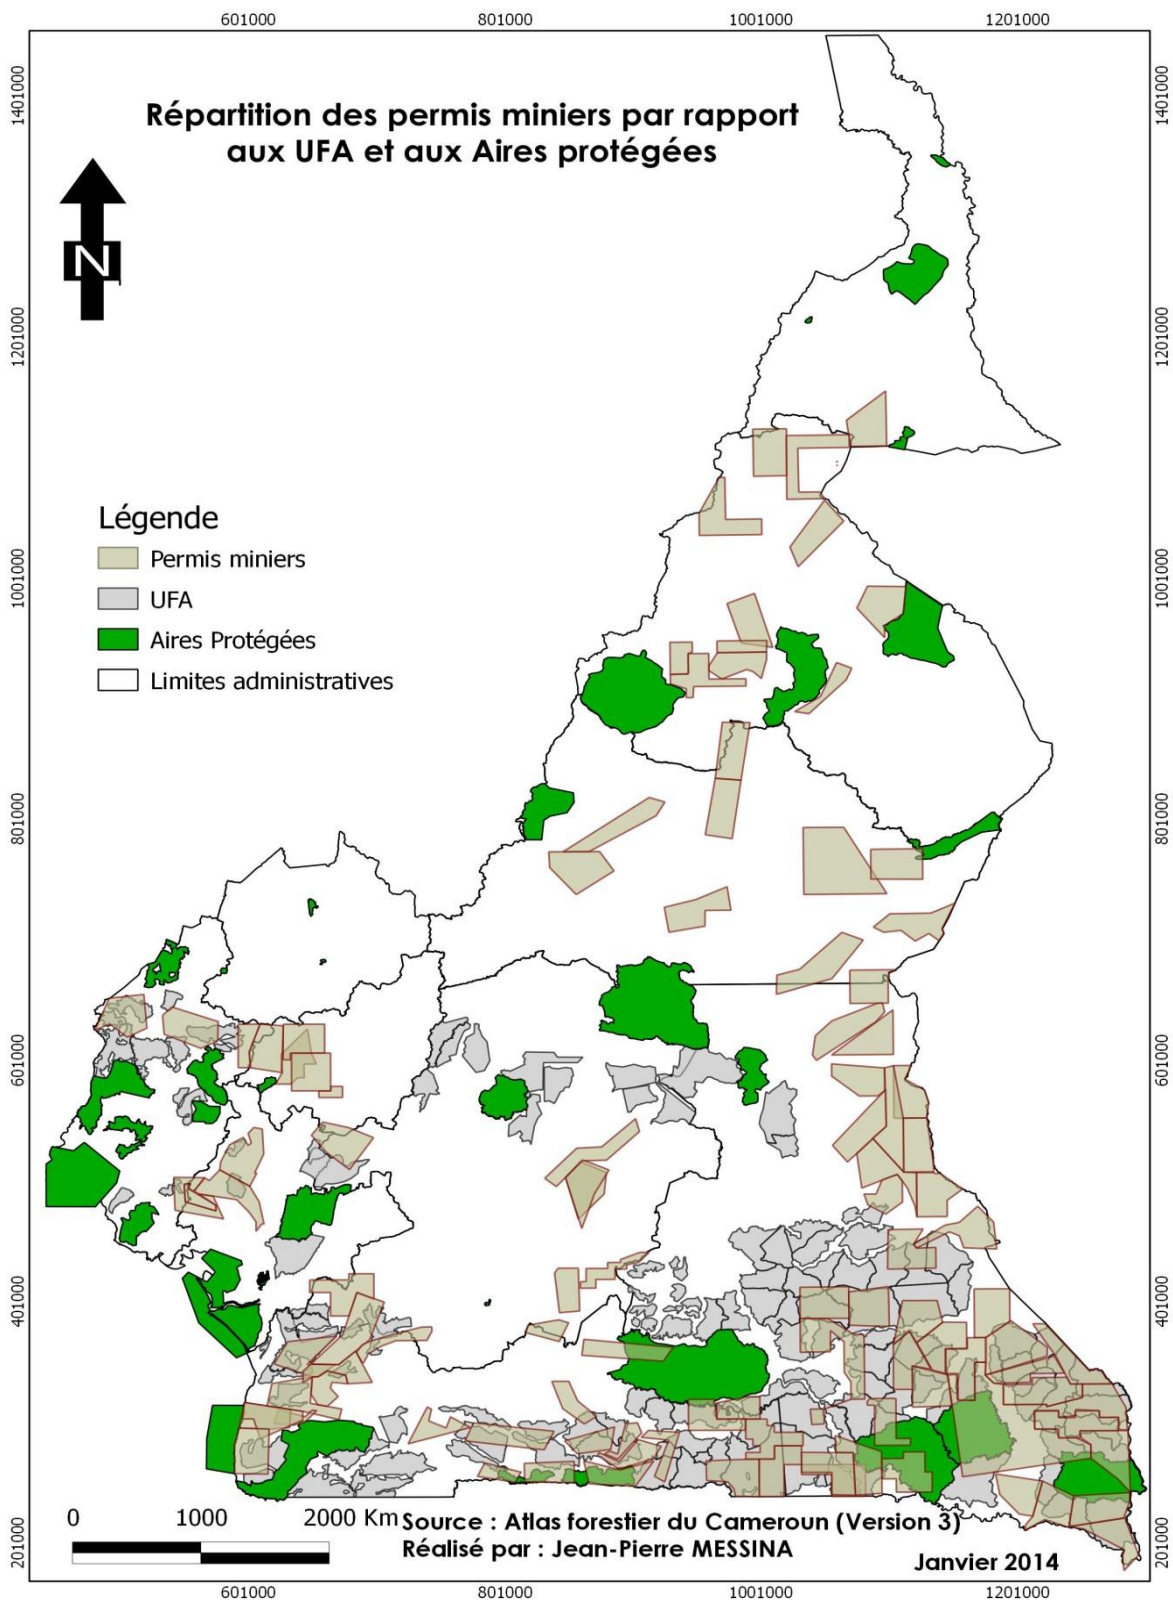 601000 801000 1001000 1201000
1401000 1401000
Répartition des permis miniers par rapport
aux UFA et aux Aires protégées
N
1201000 1201000
Légende
Permis miniers
UFA
Aires Protégées
Limites administratives
1001000 1001000
801000 801000
601000 601000
401000 401000
0 1000 2000 Km
Source : Atlas forestier du Cameroun (Version 3)
Réalisé par : Jean-Pierre MESSINA
Janvier 2014
201000 201000
601000 801000 1001000 1201000